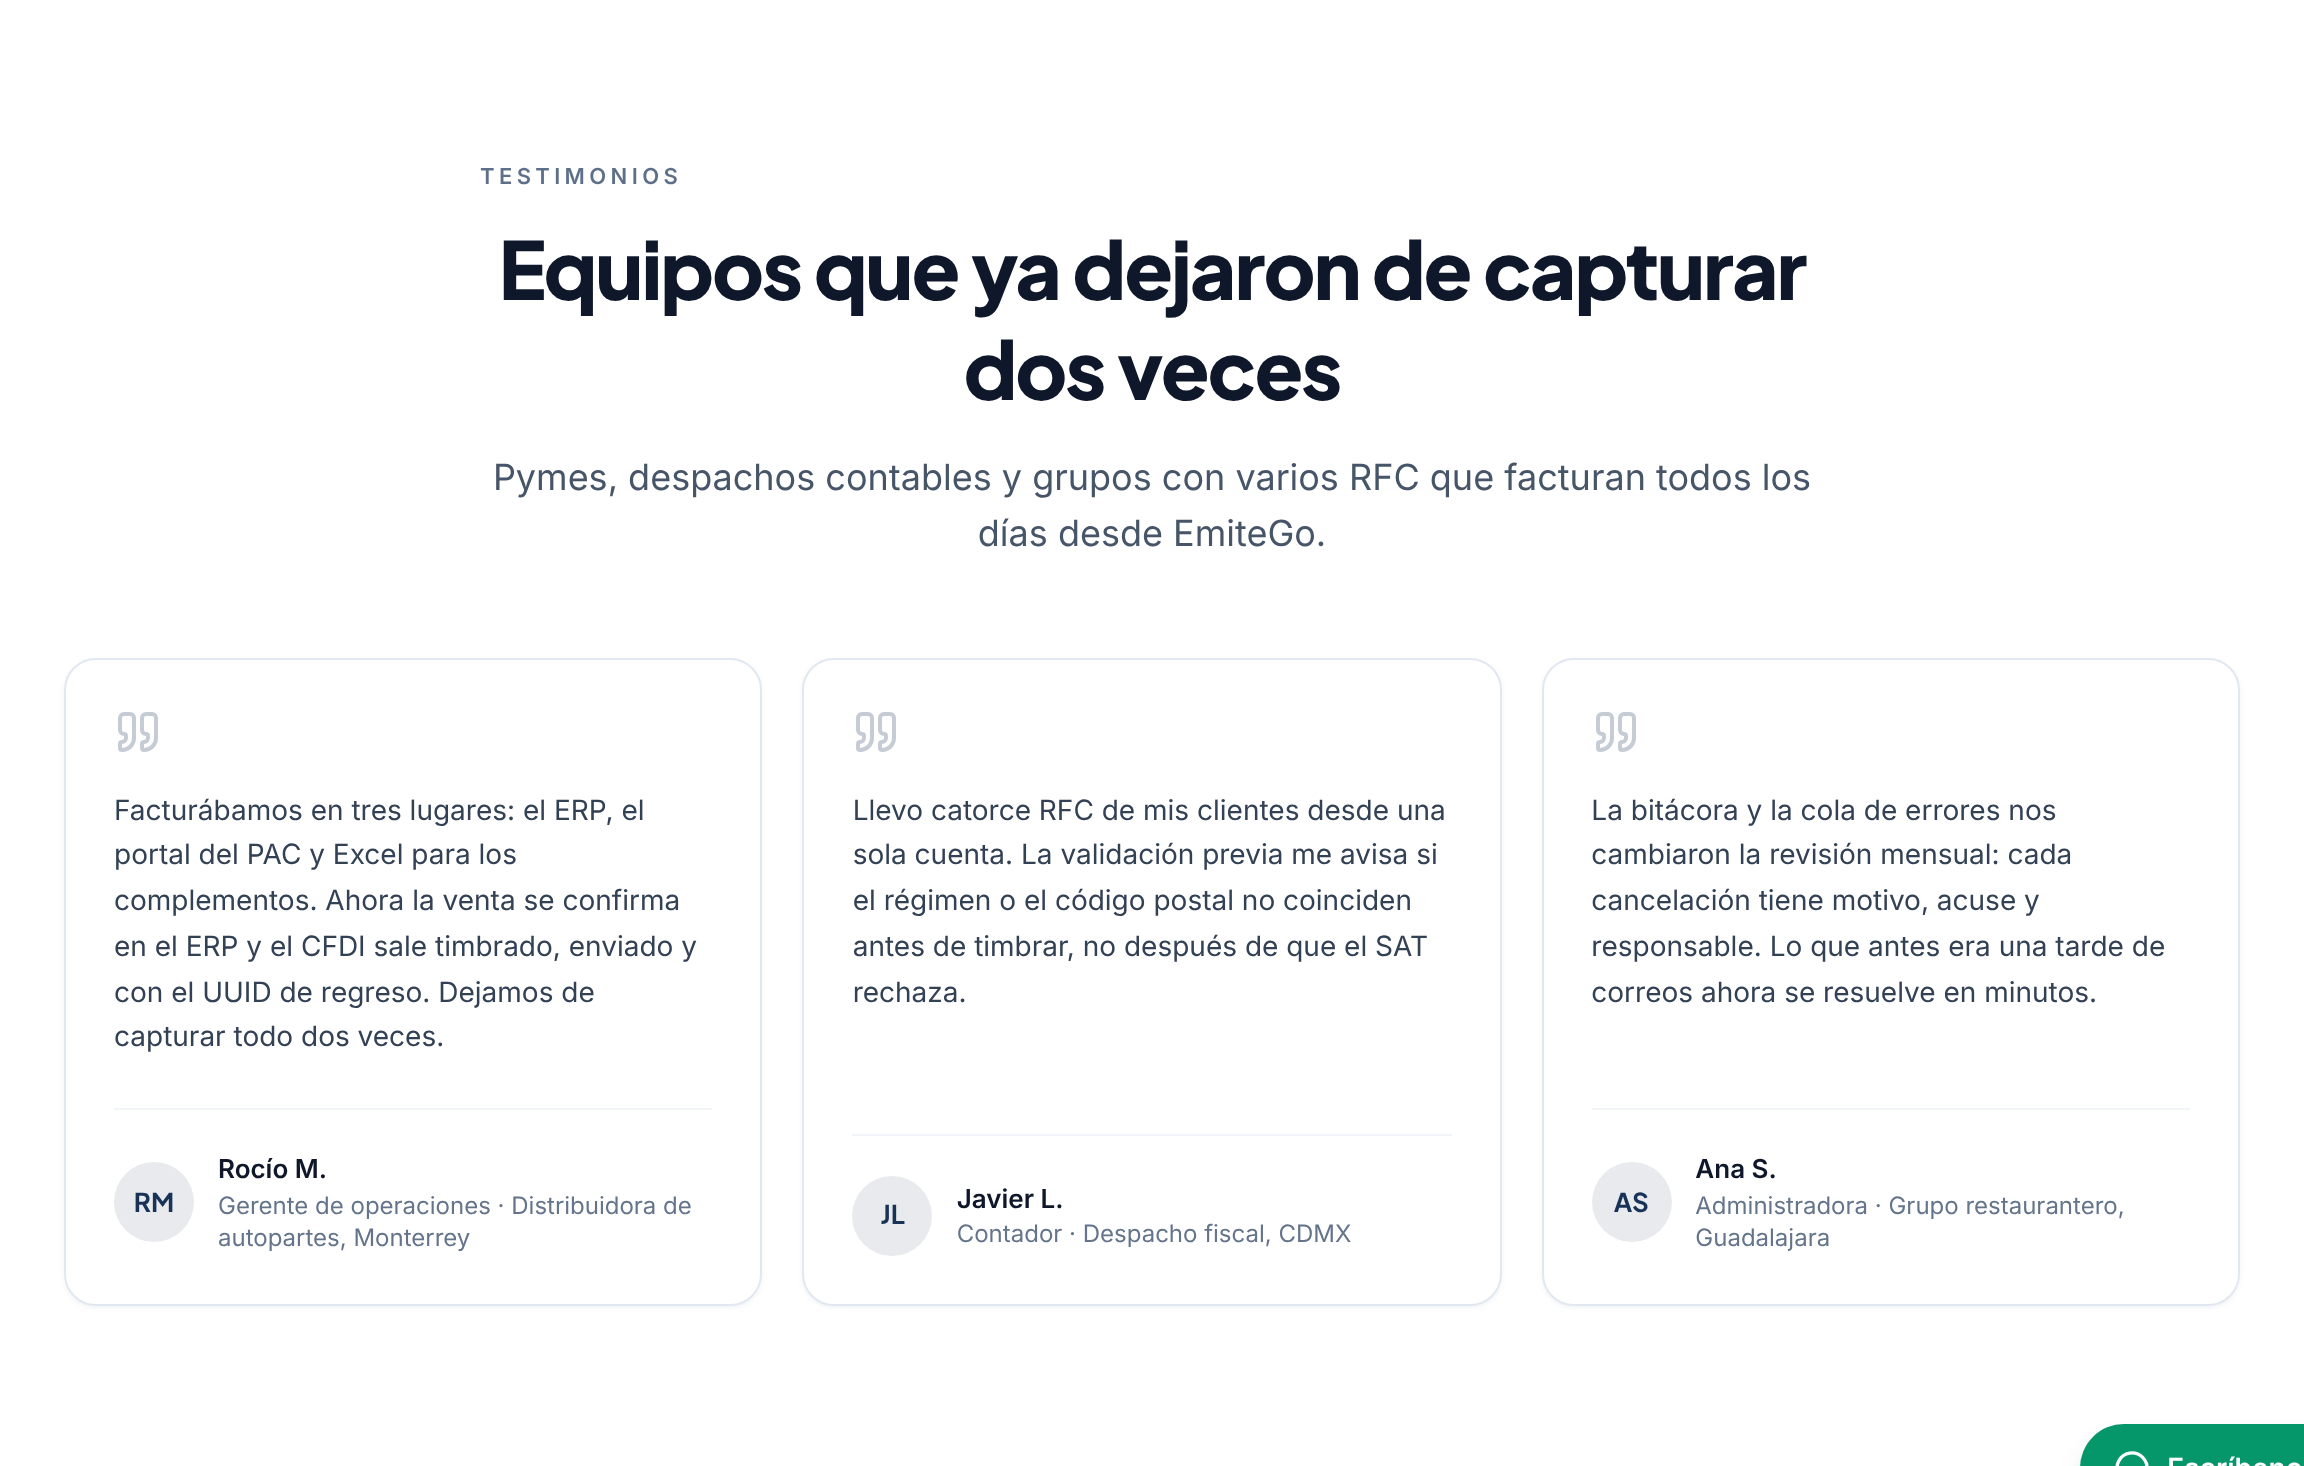 TESTIMONIOS
Equipos que ya dejaron de capturar
dos veces
Pymes, despachos contables y grupos con varios RFC que facturan todos los
días desde EmiteGo.
Facturábamos en tres lugares: el ERP, el
portal del PAC y Excel para los
complementos. Ahora la venta se confirma
en el ERP y el CFDI sale timbrado, enviado y
con el UUID de regreso. Dejamos de
capturar todo dos veces.
RM
Rocío M.
Gerente de operaciones · Distribuidora de
autopartes, Monterrey
Llevo catorce RFC de mis clientes desde una
sola cuenta. La validación previa me avisa si
el régimen o el código postal no coinciden
antes de timbrar, no después de que el SAT
rechaza.
JL
Javier L.
Contador · Despacho fiscal, CDMX
La bitácora y la cola de errores nos
cambiaron la revisión mensual: cada
cancelación tiene motivo, acuse y
responsable. Lo que antes era una tarde de
correos ahora se resuelve en minutos.
AS
Ana S.
Administradora · Grupo restaurantero,
Guadalajara